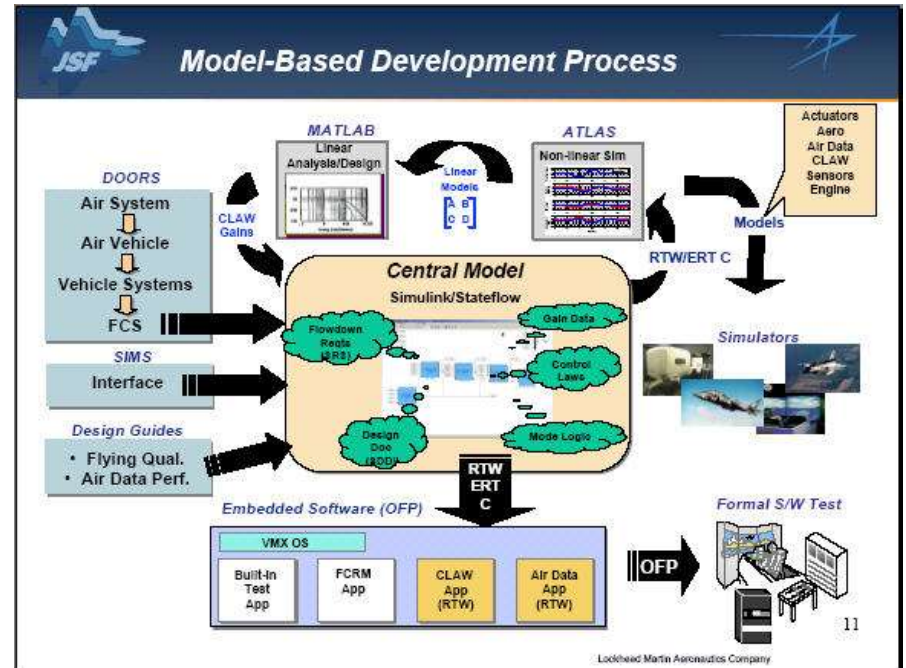 JSF
Model-Based Development Process
Actuators
Aero
Air Data
CLAW
Sensors
Engine
MATLAB
Linear
Analysis/Design
ATLAS
Non-linear Sim
Linear
Models
A B
C D
Models
DOORS
Air System
Air Vehicle
Vehicle Systems
FCS
CLAW
Gains
RTW/ERT C
Central Model
Simulink/Stateflow
Flowdown
Reqts
(SRS)
Gain Data
Control
Laws
Design
Doc
(SDD)
Mode Logic
SIMS
Interface
Design Guides
• Flying Qual.
• Air Data Perf.
Simulators
RTW
ERT
C
Embedded Software (OFP)
VMX OS
Built-In
Test
App
FCRM
App
CLAW
App
(RTW)
Air Data
App
(RTW)
OFP
Formal S/W Test
11
Lockheed Martin Aeronautics Company